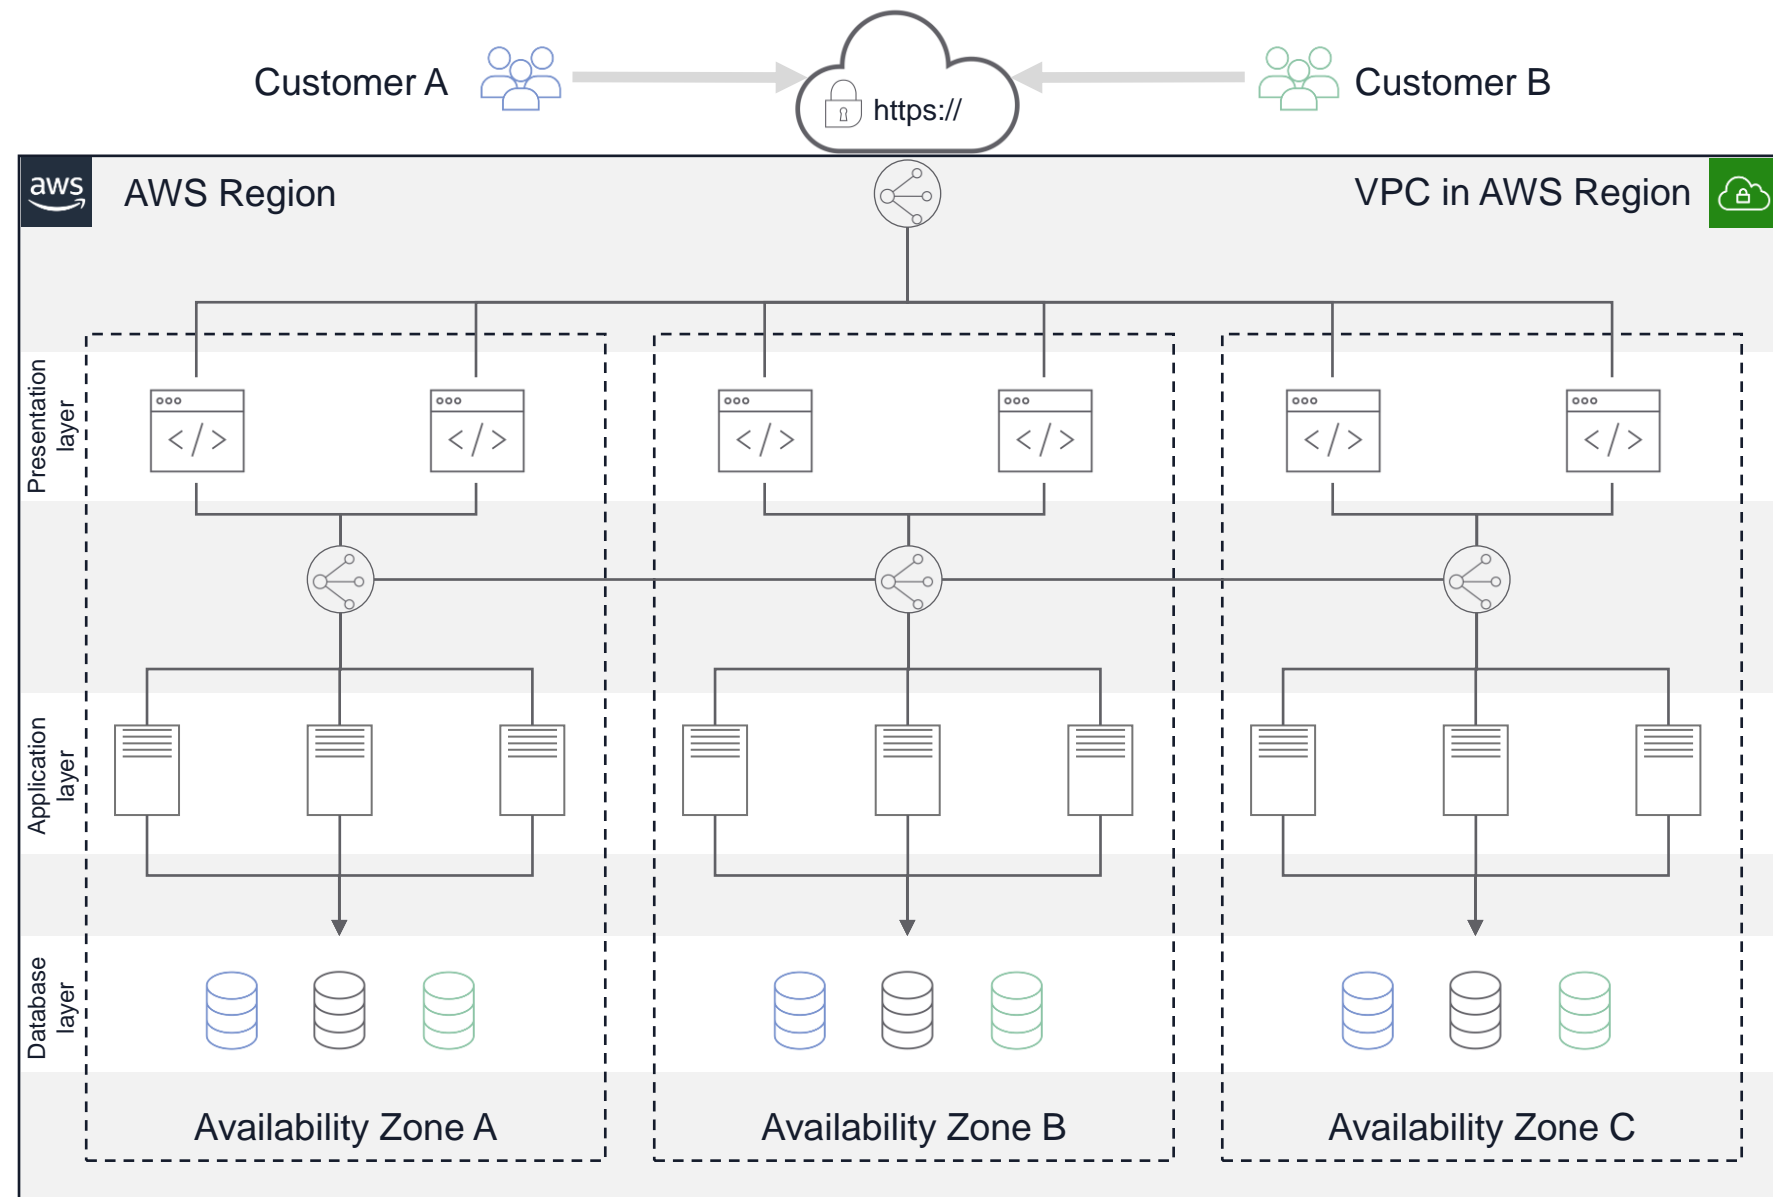 Customer A
https://
Customer B
aws
AWS Region
VPC in AWS Region
Presentation
layer
</>
</>
</>
</>
</>
</>
Application
layer
Database
layer
Availability Zone A
Availability Zone B
Availability Zone C